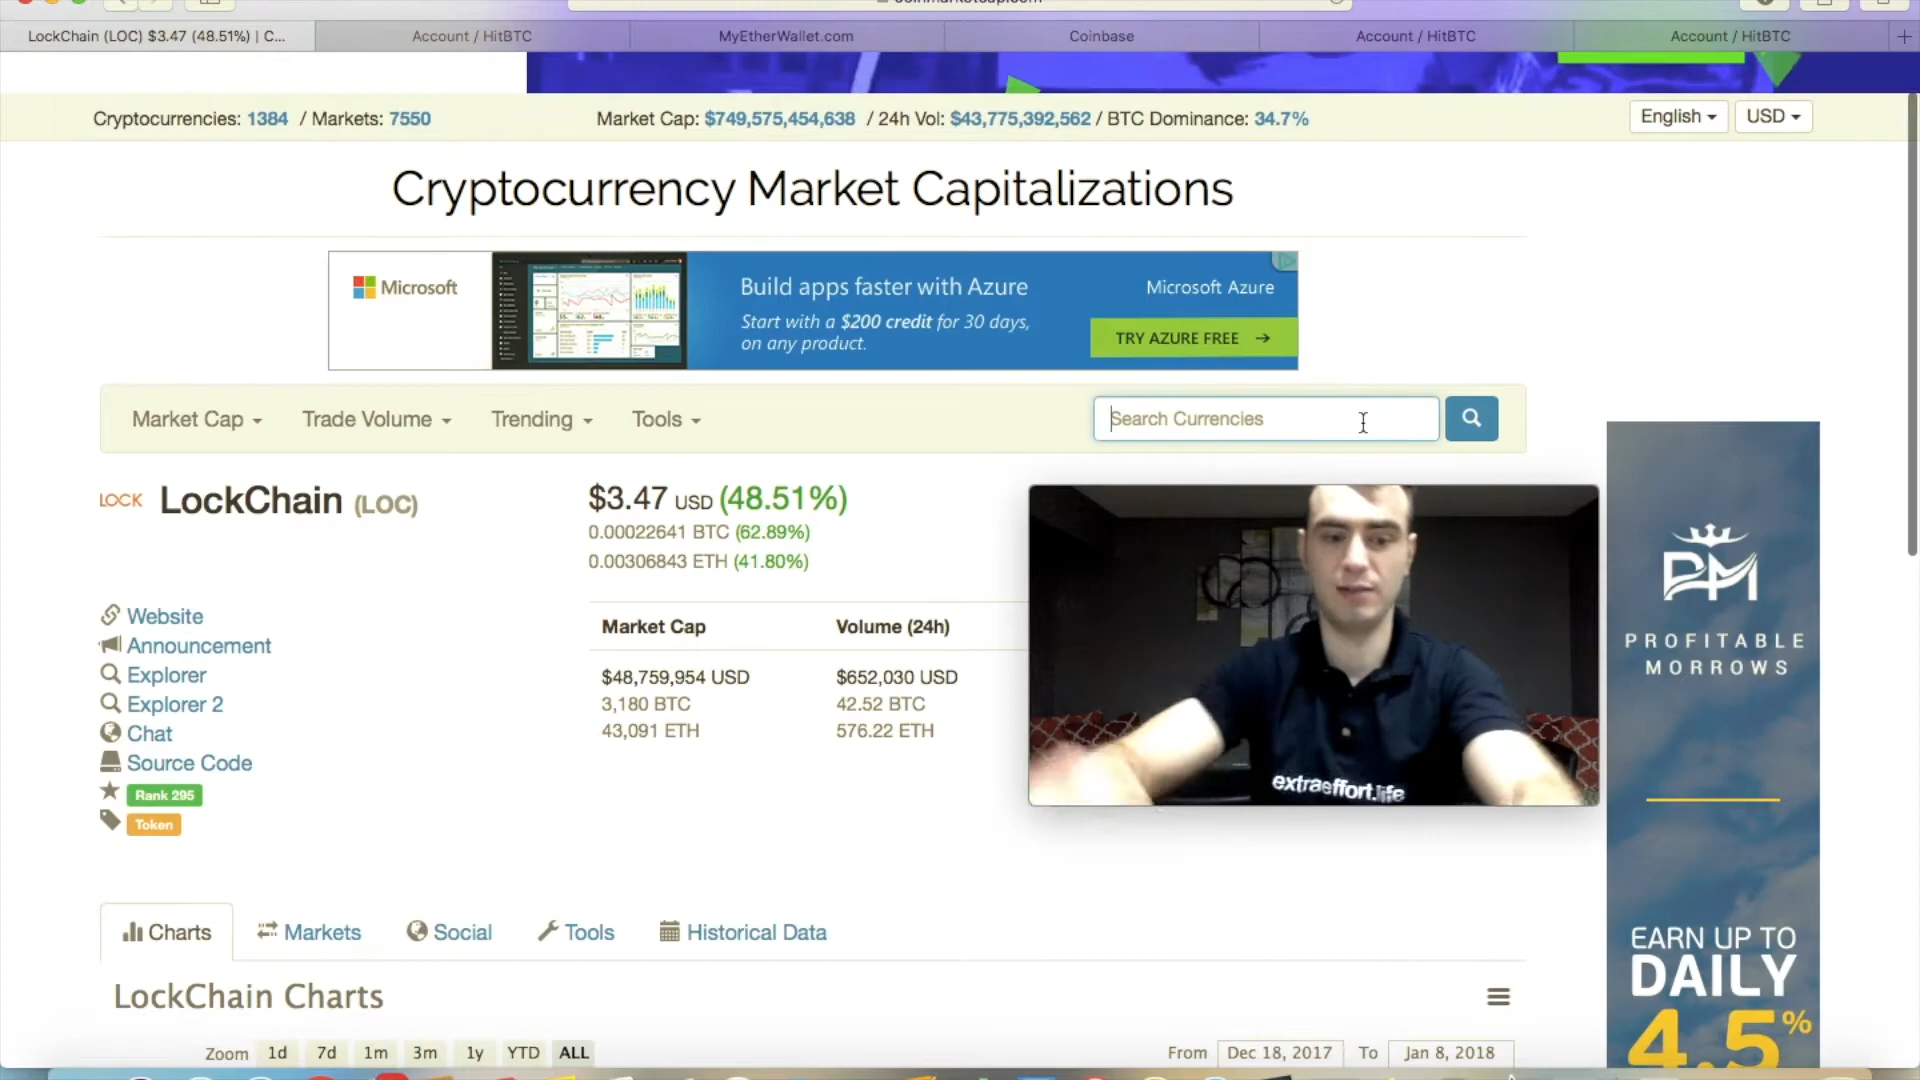 LockChain (LOC) $3.47 (48.51%) | C...
Account / HitBTC
MyEtherWallet.com
Coinbase
Account / HitBTC
Account / HitBTC
Cryptocurrencies: 1384 / Markets: 7550
Market Cap: $749,575,454,638 / 24h Vol: $43,775,392,562 / BTC Dominance: 34.7%
English
USD
Cryptocurrency Market Capitalizations
Microsoft
Build apps faster with Azure
Start with a $200 credit for 30 days,
on any product.
Microsoft Azure
TRY AZURE FREE →
Market Cap
Trade Volume
Trending
Tools
Search Currencies
LOCK
LockChain (LOC)
$3.47 USD (48.51%)
0.00022641 BTC (62.89%)
0.00306843 ETH (41.80%)
Website
Announcement
Explorer
Explorer 2
Chat
Source Code
Rank 295
Token
Market Cap
Volume (24h)
$48,759,954 USD
$652,030 USD
3,180 BTC
42.52 BTC
43,091 ETH
576.22 ETH
extraeffort.life
PM
PROFITABLE
MORROWS
EARN UP TO
DAILY
4.5%
Charts
Markets
Social
Tools
Historical Data
LockChain Charts
Zoom 1d 7d 1m 3m 1y YTD ALL
From Dec 18, 2017 To Jan 8, 2018